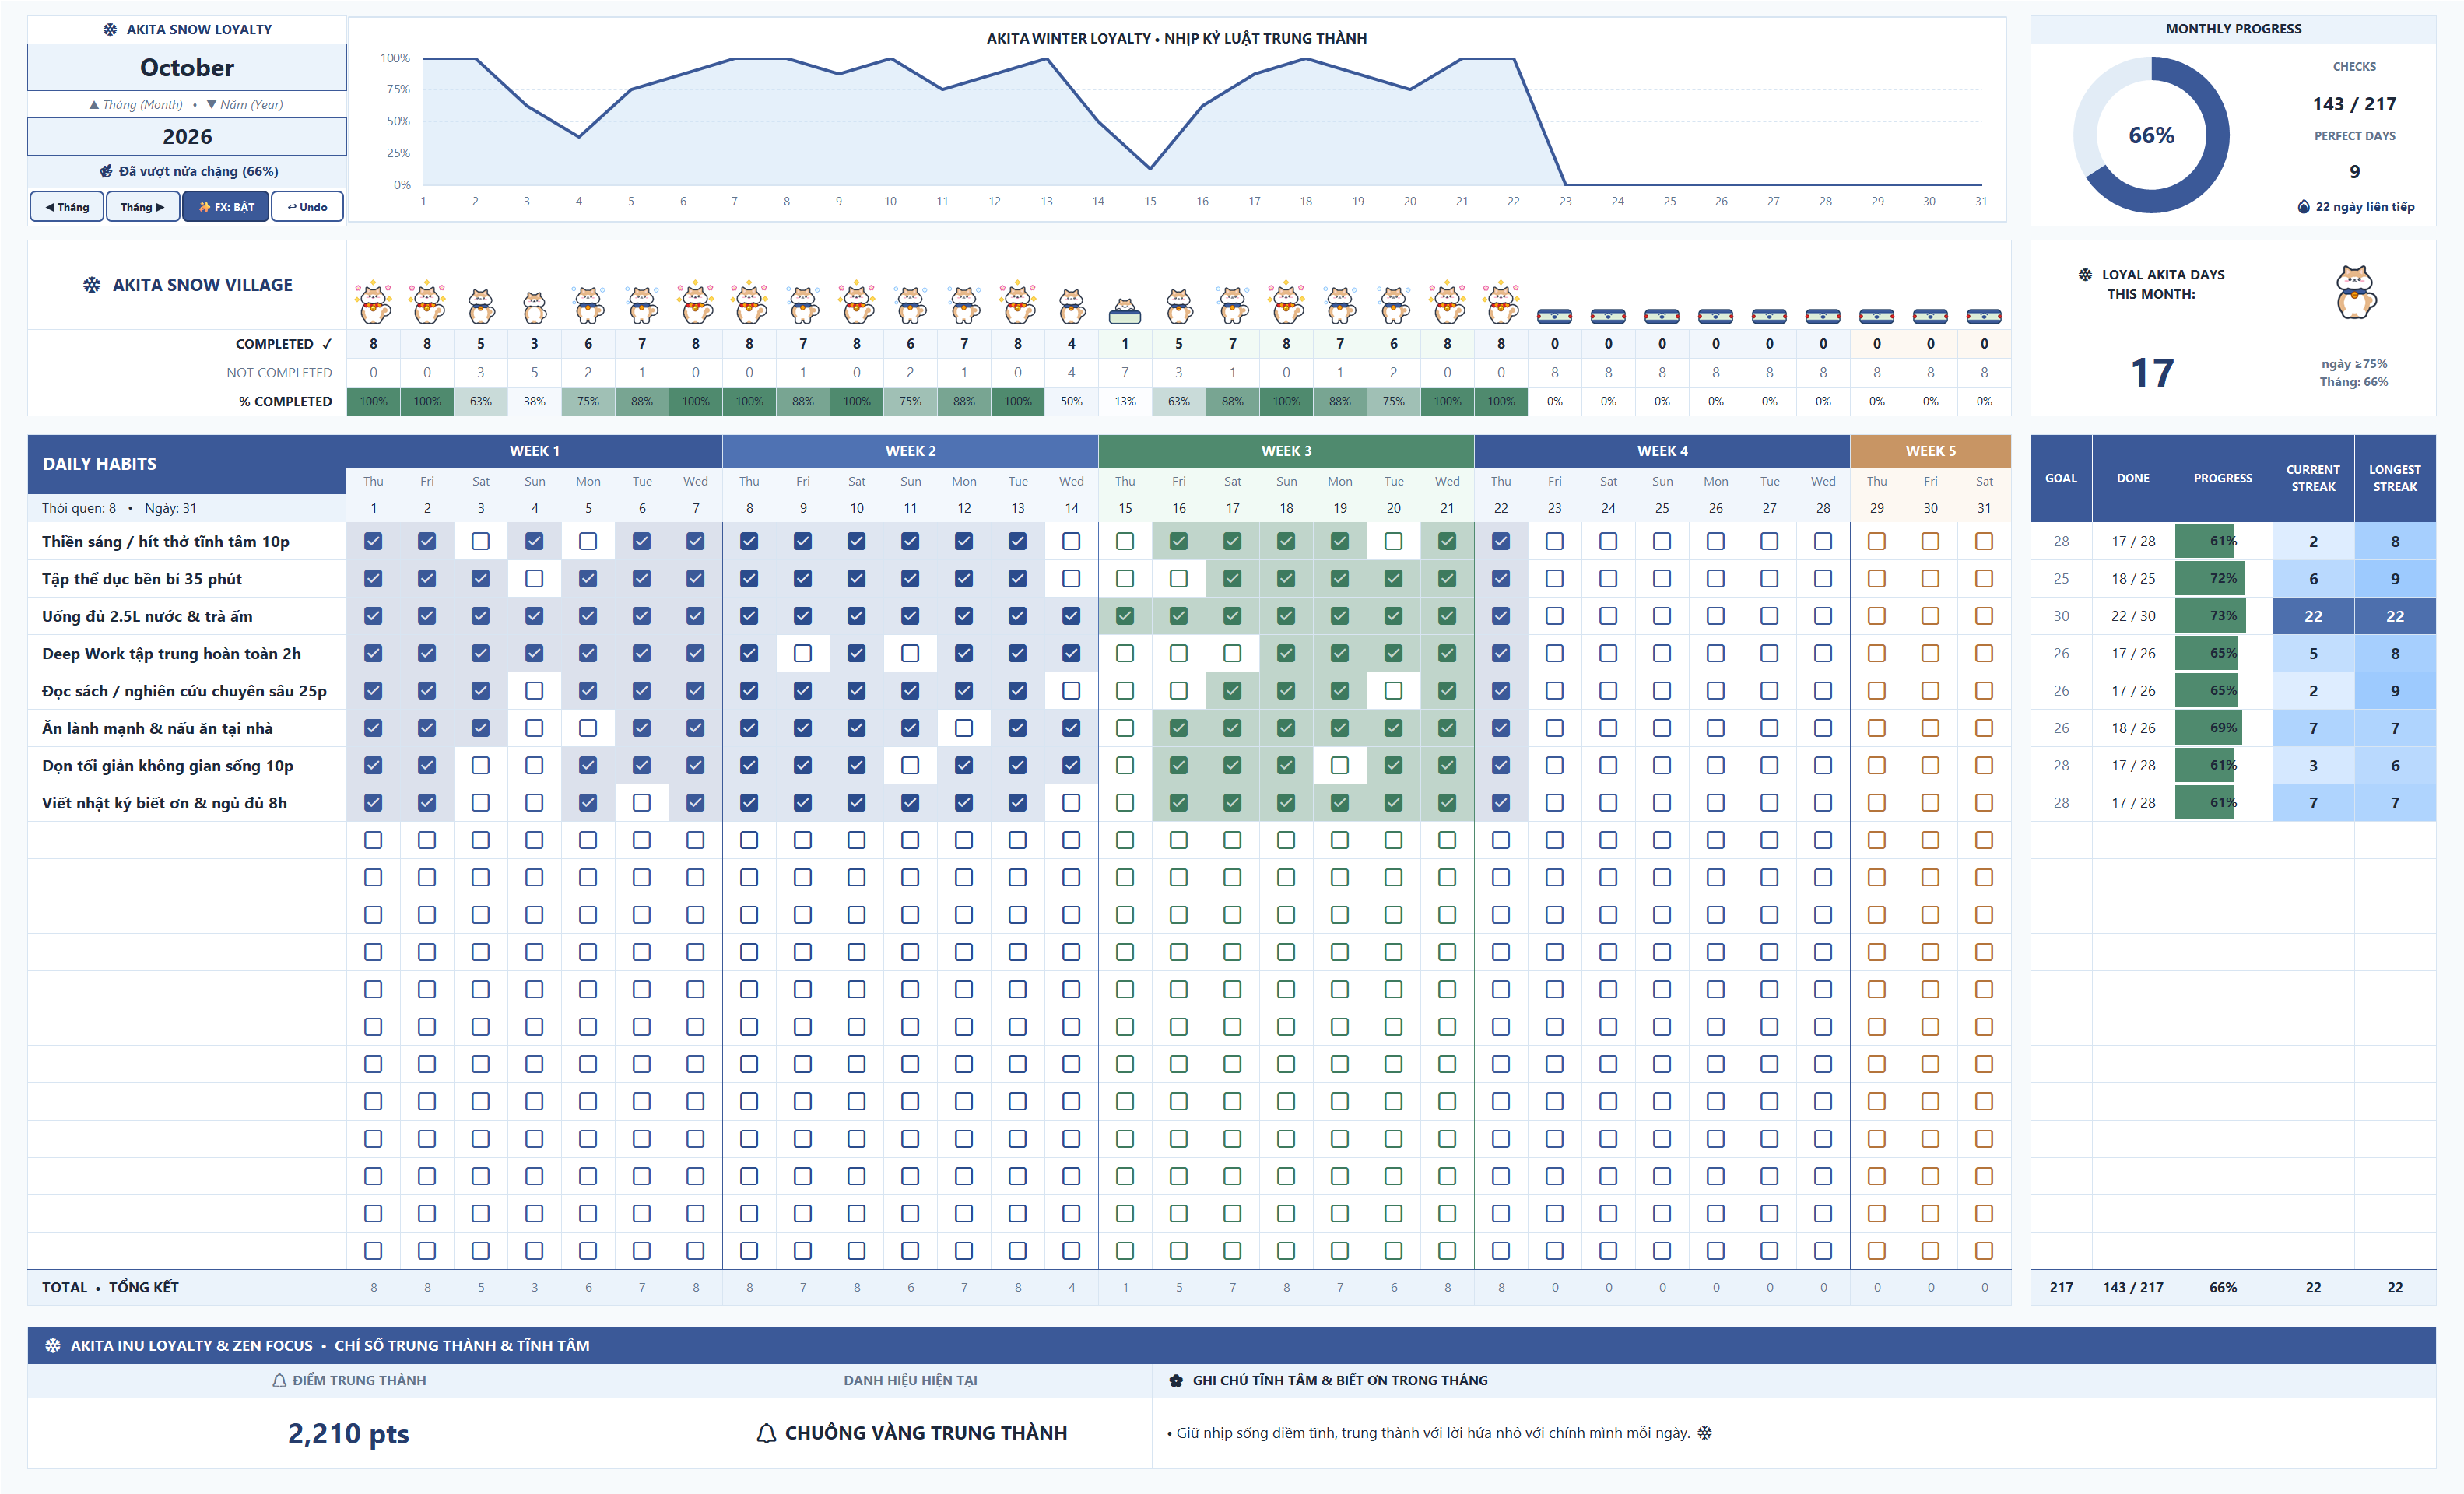 AKITA SNOW LOYALTY
October
▲ Tháng (Month) • ▼ Năm (Year)
2026
Đã vượt nửa chặng (66%)
◀ Tháng Tháng ▶ FX: BẬT ↩ Undo
AKITA WINTER LOYALTY • NHỊP KỶ LUẬT TRUNG THÀNH
100%
75%
50%
25%
0%
1 2 3 4 5 6 7 8 9 10 11 12 13 14 15 16 17 18 19 20 21 22 23 24 25 26 27 28 29 30 31
MONTHLY PROGRESS
66%
CHECKS
143 / 217
PERFECT DAYS
9
22 ngày liên tiếp
AKITA SNOW VILLAGE
COMPLETED ✓ 8 8 5 3 6 7 8 8 7 8 6 7 8 4 1 5 7 8 7 6 8 8 0 0 0 0 0 0 0 0 0
NOT COMPLETED 0 0 3 5 2 1 0 0 1 0 2 1 0 4 7 3 1 0 1 2 0 0 8 8 8 8 8 8 8 8 8
% COMPLETED 100% 100% 63% 38% 75% 88% 100% 100% 88% 100% 75% 88% 100% 50% 13% 63% 88% 100% 88% 75% 100% 100% 0% 0% 0% 0% 0% 0% 0% 0% 0%
LOYAL AKITA DAYS
THIS MONTH:
17
ngày ≥75%
Tháng: 66%
DAILY HABITS
WEEK 1 WEEK 2 WEEK 3 WEEK 4 WEEK 5
Thu Fri Sat Sun Mon Tue Wed Thu Fri Sat Sun Mon Tue Wed Thu Fri Sat Sun Mon Tue Wed Thu Fri Sat Sun Mon Tue Wed Thu Fri Sat
Thói quen: 8 • Ngày: 31
1 2 3 4 5 6 7 8 9 10 11 12 13 14 15 16 17 18 19 20 21 22 23 24 25 26 27 28 29 30 31
GOAL DONE PROGRESS CURRENT STREAK LONGEST STREAK
Thiền sáng / hít thở tĩnh tâm 10p 28 17 / 28 61% 2 8
Tập thể dục bền bỉ 35 phút 25 18 / 25 72% 6 9
Uống đủ 2.5L nước & trà ấm 30 22 / 30 73% 22 22
Deep Work tập trung hoàn toàn 2h 26 17 / 26 65% 5 8
Đọc sách / nghiên cứu chuyên sâu 25p 26 17 / 26 65% 2 9
Ăn lành mạnh & nấu ăn tại nhà 26 18 / 26 69% 7 7
Dọn tối giản không gian sống 10p 28 17 / 28 61% 3 6
Viết nhật ký biết ơn & ngủ đủ 8h 28 17 / 28 61% 7 7
TOTAL • TỔNG KẾT 8 8 5 3 6 7 8 8 7 8 6 7 8 4 1 5 7 8 7 6 8 8 0 0 0 0 0 0 0 0 0 217 143 / 217 66% 22 22
AKITA INU LOYALTY & ZEN FOCUS • CHỈ SỐ TRUNG THÀNH & TĨNH TÂM
ĐIỂM TRUNG THÀNH
DANH HIỆU HIỆN TẠI
GHI CHÚ TĨNH TÂM & BIẾT ƠN TRONG THÁNG
2,210 pts
CHUÔNG VÀNG TRUNG THÀNH
• Giữ nhịp sống điềm tĩnh, trung thành với lời hứa nhỏ với chính mình mỗi ngày.